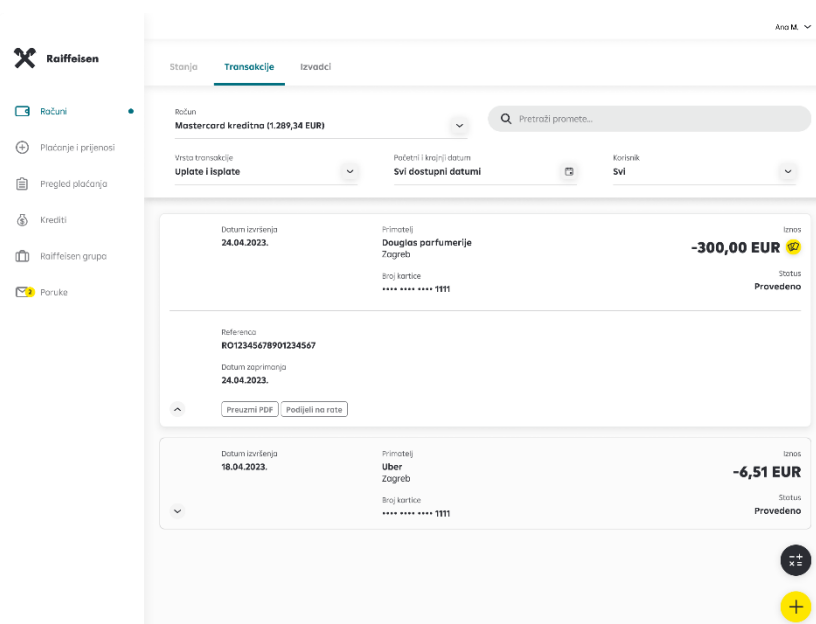 Ana M.
Raiffeisen
Stanja Transakcije Izvadci
Računi
Plaćanje i prijenosi
Pregled plaćanja
Krediti
Raiffeisen grupa
2 Poruke
Račun
Mastercard kreditna (1.289,34 EUR)
Pretraži promete...
Vrsta transakcije Početni i krajnji datum Korisnik
Uplate i isplate Svi dostupni datumi Svi
Datum izvršenja Primatelj Iznos
24.04.2023. Douglas parfumerije -300,00 EUR
Zagreb
Broj kartice Status
•••• •••• •••• 1111 Provedeno
Referenca
RO12345678901234567
Datum zaprimanja
24.04.2023.
Preuzmi PDF Podijeli na rate
Datum izvršenja Primatelj Iznos
18.04.2023. Uber -6,51 EUR
Zagreb
Broj kartice Status
•••• •••• •••• 1111 Provedeno